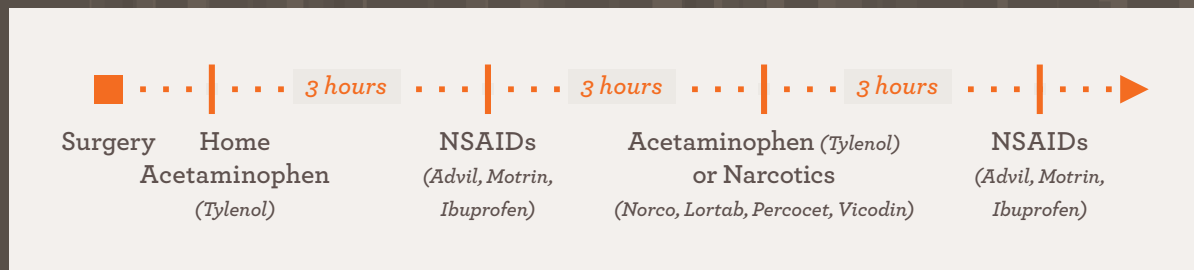 3 hours
3 hours
3 hours
Surgery
Home
Acetaminophen
(Tylenol)
NSAIDs
(Advil, Motrin,
Ibuprofen)
Acetaminophen (Tylenol)
or Narcotics
(Norco, Lortab, Percocet, Vicodin)
NSAIDs
(Advil, Motrin,
Ibuprofen)